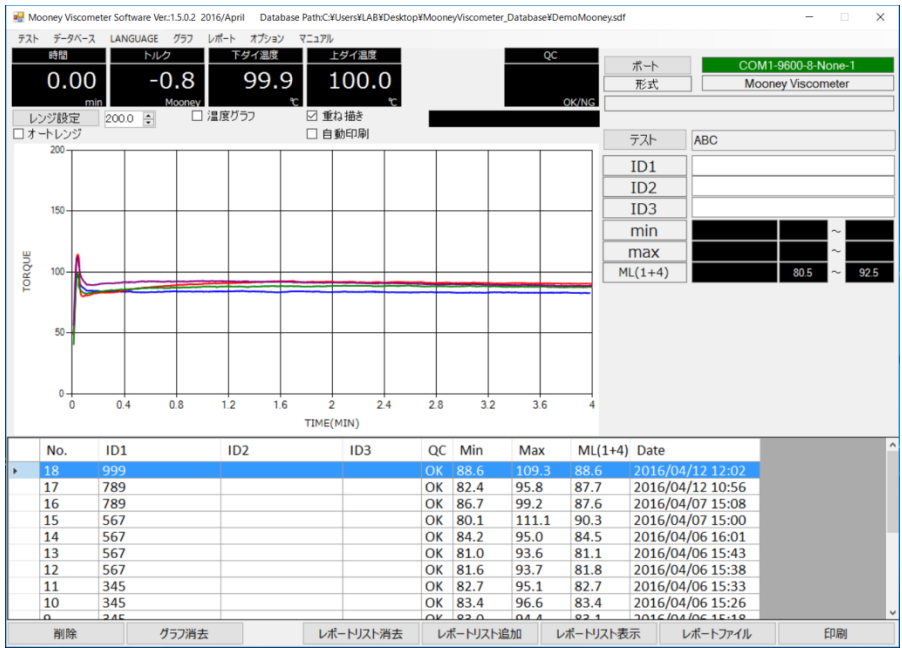 Mooney Viscometer Software Ver.:1.5.0.2 2016/April Database Path:C:¥Users¥LAB¥Desktop¥MooneyViscometer_Database¥DemoMooney.sdf
テスト データベース LANGUAGE グラフ レポート オプション マニュアル
時間 トルク 下ダイ温度 上ダイ温度 QC
0.00 -0.8 99.9 100.0
min Mooney ℃ ℃ OK/NG
ポート COM1-9600-8-None-1
形式 Mooney Viscometer
レンジ設定 200.0 温度グラフ 重ね描き
オートレンジ 自動印刷
テスト ABC
ID1
ID2
ID3
min ~
max ~
ML(1+4) 80.5 ~ 92.5
200
150
100
50
0
TORQUE
0 0.4 0.8 1.2 1.6 2 2.4 2.8 3.2 3.6 4
TIME(MIN)
No. ID1 ID2 ID3 QC Min Max ML(1+4) Date
18 999 OK 88.6 109.3 88.6 2016/04/12 12:02
17 789 OK 82.4 95.8 87.7 2016/04/12 10:56
16 789 OK 86.7 99.2 87.6 2016/04/07 15:08
15 567 OK 80.1 111.1 90.3 2016/04/07 15:00
14 567 OK 84.2 95.0 84.5 2016/04/06 16:01
13 567 OK 81.0 93.6 81.1 2016/04/06 15:43
12 567 OK 81.6 93.7 81.8 2016/04/06 15:38
11 345 OK 82.7 95.1 82.7 2016/04/06 15:33
10 345 OK 83.4 96.6 83.4 2016/04/06 15:26
削除 グラフ消去 レポートリスト消去 レポートリスト追加 レポートリスト表示 レポートファイル 印刷